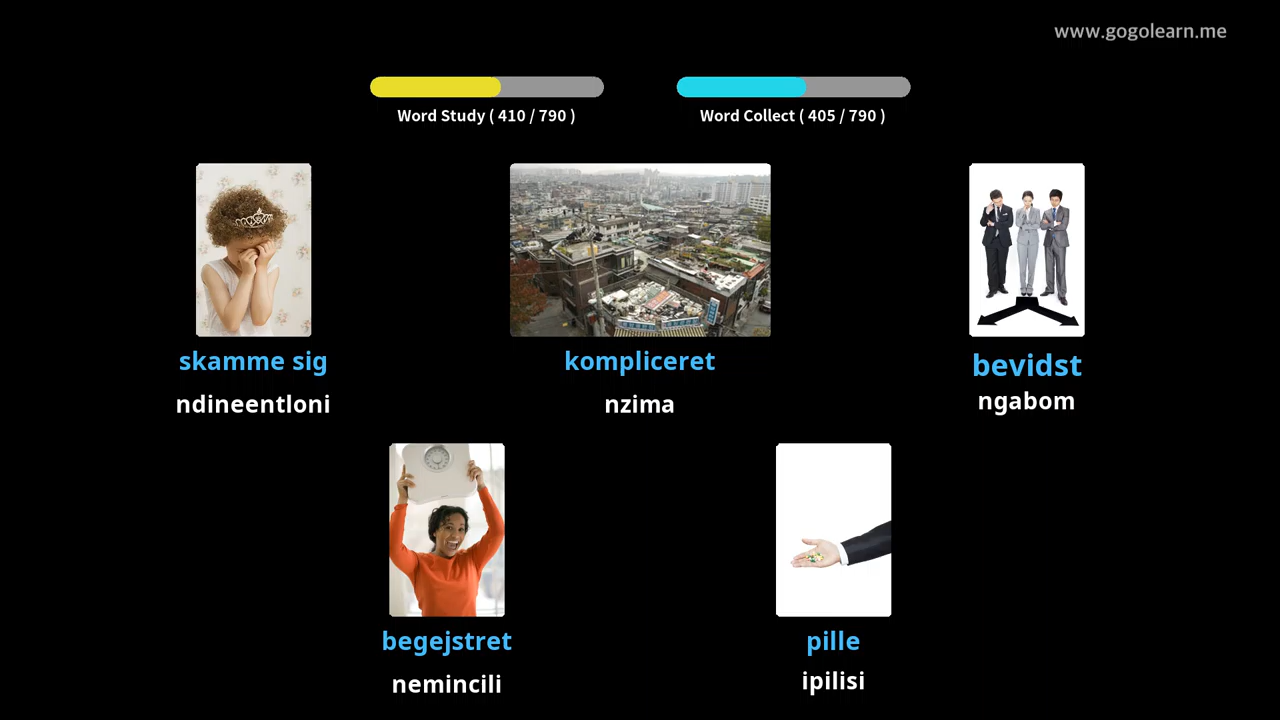 www.gogolearn.me
Word Study ( 410 / 790 )
Word Collect ( 405 / 790 )
skamme sig
ndineentloni
kompliceret
nzima
bevidst
ngabom
begejstret
nemincili
pille
ipilisi